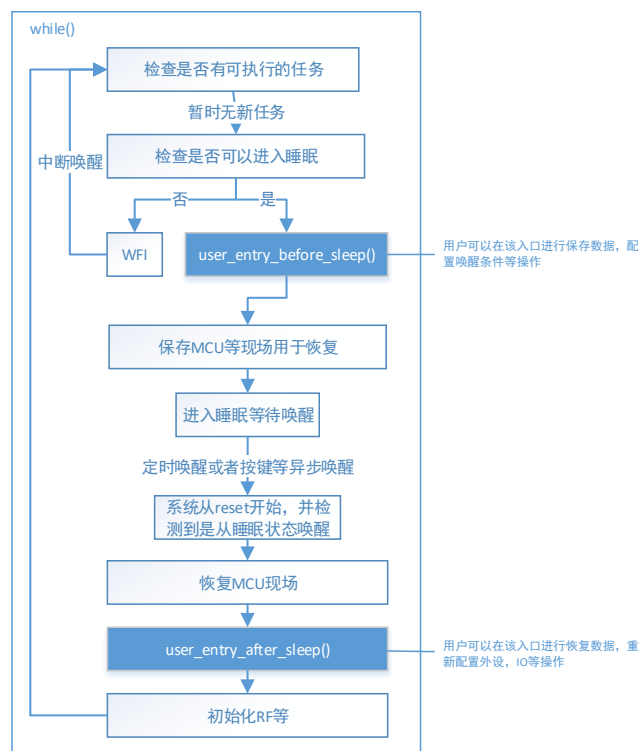 while()
检查是否有可执行的任务
暂时无新任务
中断唤醒
检查是否可以进入睡眠
否
是
WFI
user_entry_before_sleep()
用户可以在该入口进行保存数据，配
置唤醒条件等操作
保存MCU等现场用于恢复
进入睡眠等待唤醒
定时唤醒或者按键等异步唤醒
系统从reset开始，并检
测到是从睡眠状态唤醒
恢复MCU现场
user_entry_after_sleep()
用户可以在该入口进行恢复数据，重
新配置外设，IO等操作
初始化RF等